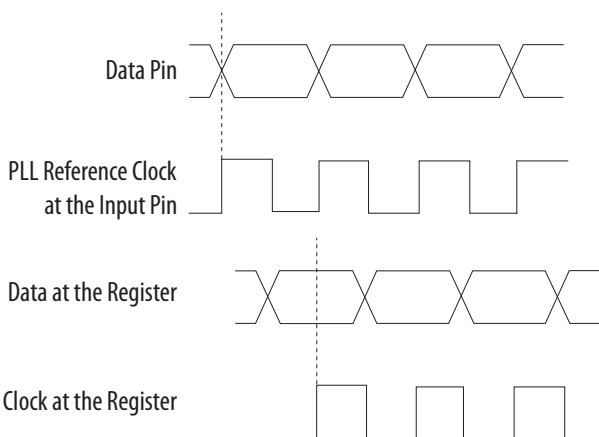 Data Pin
PLL Reference Clock
at the Input Pin
Data at the Register
Clock at the Register